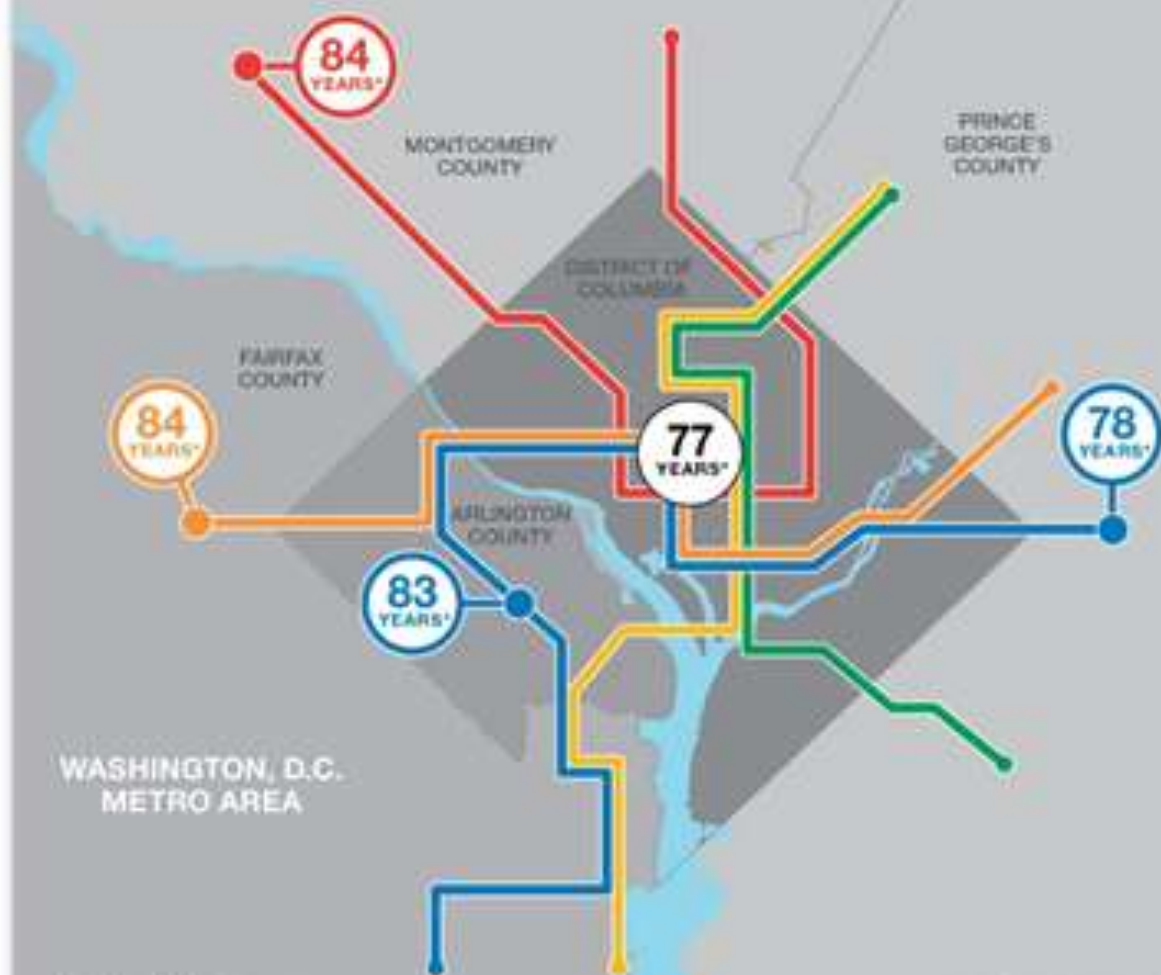 84
YEARS*
MONTGOMERY
COUNTY
PRINCE
GEORGE'S
COUNTY
DISTRICT OF
COLUMBIA
FAIRFAX
COUNTY
84
YEARS*
77
YEARS*
78
YEARS*
ARLINGTON
COUNTY
83
YEARS*
WASHINGTON, D.C.
METRO AREA